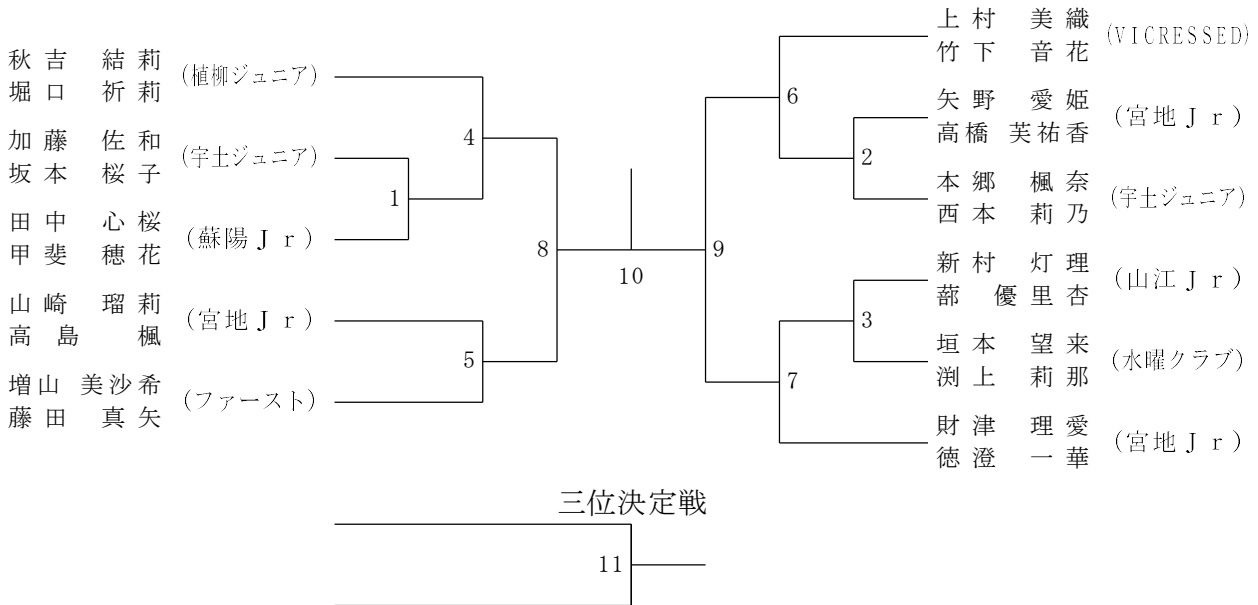 秋吉 結莉
堀口 祈莉
(植柳ジュニア)
加藤 佐和
坂本 桜子
(宇土ジュニア)
田中 心桜
甲斐 穂花
(蘇陽Jr)
山崎 瑠莉
高島 楓
(宮地Jr)
増山 美沙希
藤田 真矢
(ファースト)
1
4
5
8
10
上村 美織
竹下 音花
(VICRESSED)
矢野 愛姫
高橋 芙祐香
(宮地Jr)
本郷 楓奈
西本 莉乃
(宇土ジュニア)
新村 灯理
蔀 優里杏
(山江Jr)
垣本 望来
渕上 莉那
(水曜クラブ)
財津 理愛
徳澄 一華
(宮地Jr)
6
2
9
3
7
三位決定戦
11